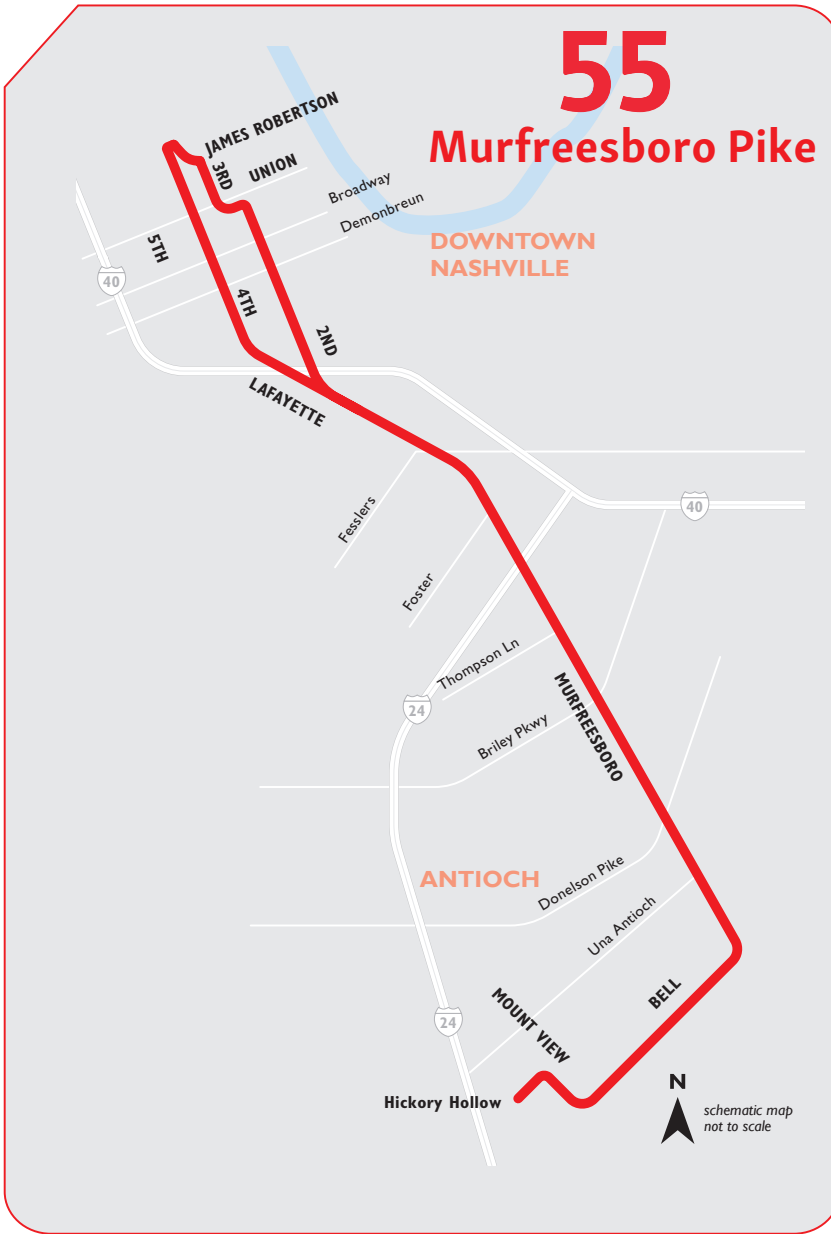 55
Murfreesboro Pike
JAMES ROBERTSON
3RD
UNION
Broadway
Demonbreun
DOWNTOWN
NASHVILLE
5TH
40
4TH
2ND
LAFAYETTE
Fesslers
40
Foster
Thompson Ln
24
MURFREESBORO
Briley Pkwy
ANTIOCH
Donelson Pike
Una Antioch
BELL
MOUNT VIEW
24
Hickory Hollow
N
schematic map
not to scale